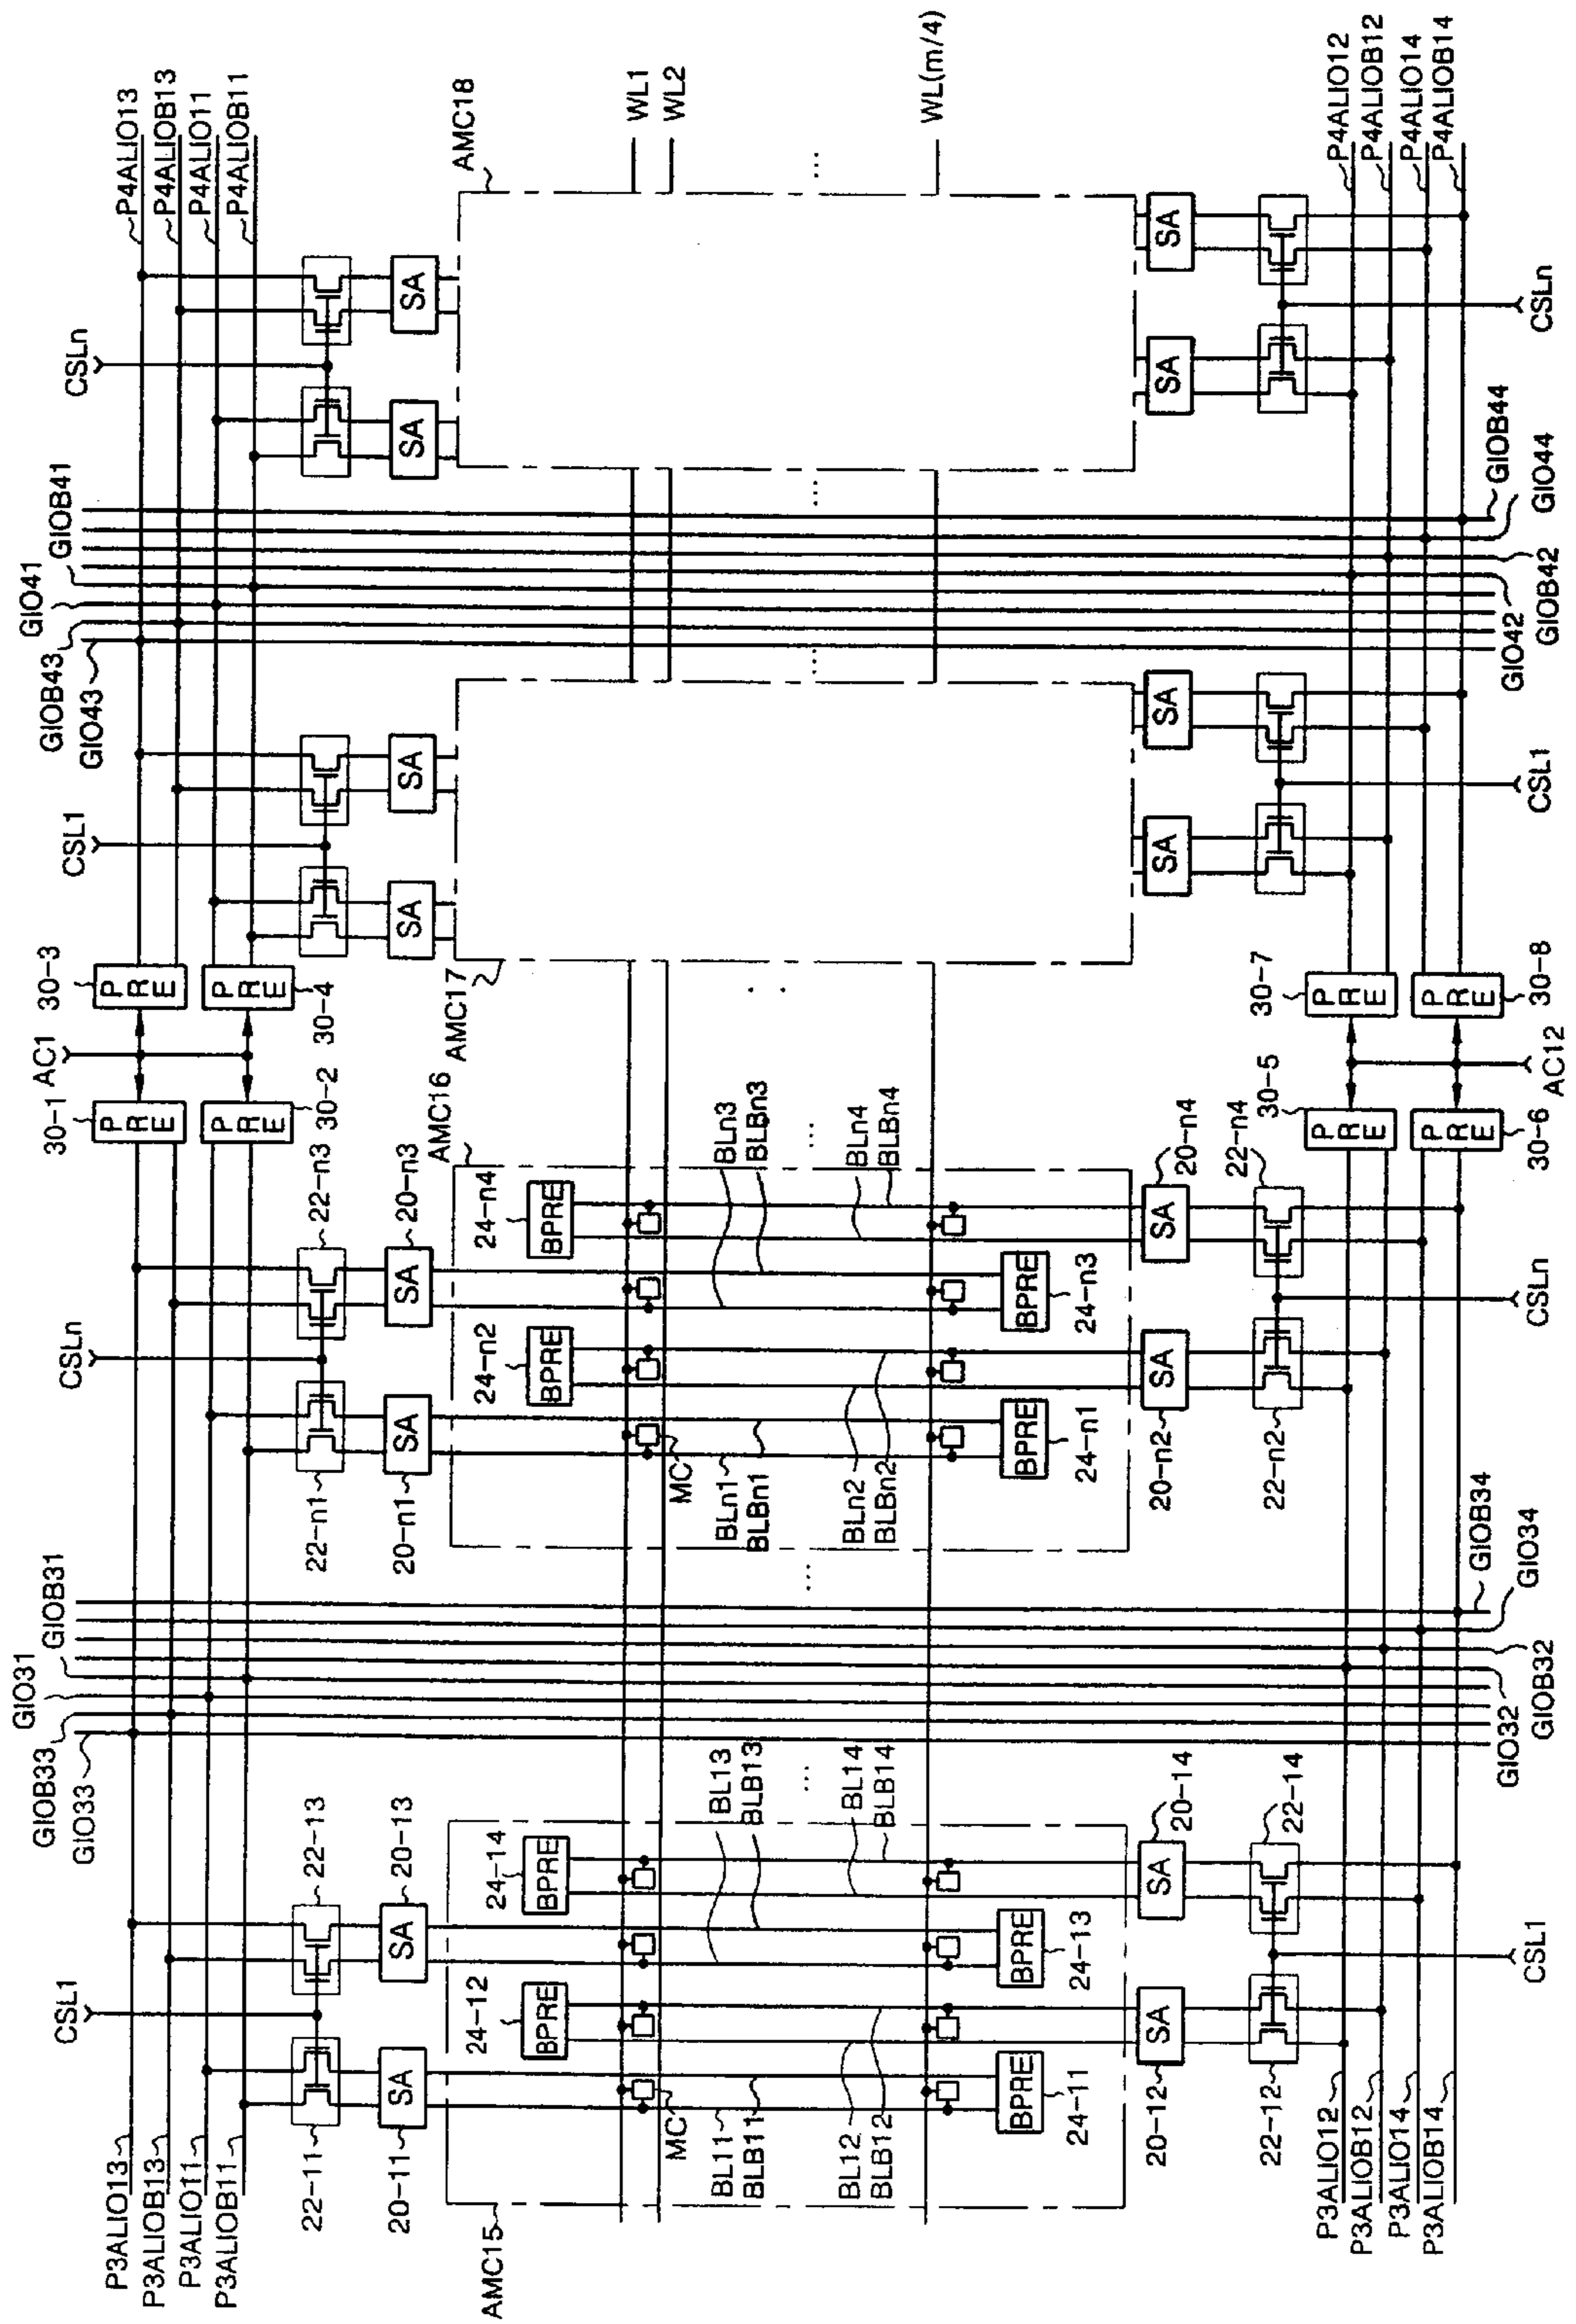 GIO31
GIO41
GIOB33
GIOB31
GIOB43
GIOB41
CSL1
CSLn
CSL1
CSLn
GIO33
GIO43
30-1
AC1
30-3
P3ALIO13
P3ALIOB13
P3ALIO11
P3ALIOB11
PRE
PRE
PRE
PRE
P4ALIO13
P4ALIOB13
P4ALIO11
P4ALIOB11
30-2
30-4
22-11
22-13
22-n1
22-n3
20-11
SA
SA
20-13
20-n1
SA
SA
20-n3
SA
SA
SA
SA
AMC15
AMC16
AMC17
AMC18
24-12
24-14
24-n2
24-n4
BPRE
BPRE
BPRE
BPRE
WL1
WL2
MC
MC
BL11
BLB11
BL13
BLB13
BLn1
BLBn1
BLn3
BLBn3
...
...
...
...
...
...
BL12
BLB12
BL14
BLB14
BLn2
BLBn2
BLn4
BLBn4
WL(m/4)
BPRE
BPRE
BPRE
BPRE
24-11
24-13
24-n1
24-n3
20-12
SA
SA
20-14
20-n2
SA
SA
20-n4
SA
SA
SA
SA
22-12
22-14
22-n2
22-n4
30-5
30-7
P3ALIO12
P3ALIOB12
P3ALIO14
P3ALIOB14
PRE
PRE
PRE
PRE
P4ALIO12
P4ALIOB12
P4ALIO14
P4ALIOB14
30-6
30-8
GIOB34
GIOB44
CSL1
GIO32
GIO34
CSLn
AC12
CSL1
GIO42
GIO44
CSLn
GIOB32
GIOB42